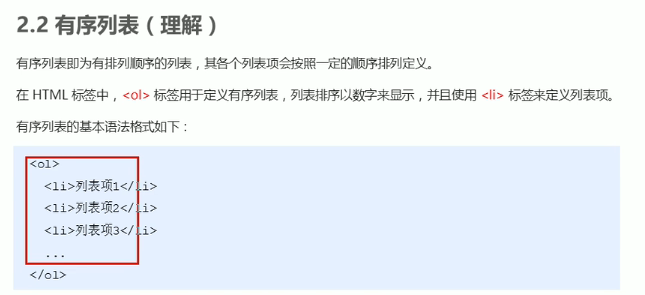 2.2 有序列表（理解）
有序列表即为有排列顺序的列表，其各个列表项会按照一定的顺序排列定义。
在 HTML 标签中，<ol> 标签用于定义有序列表，列表排序以数字来显示，并且使用 <li> 标签来定义列表项。
有序列表的基本语法格式如下：
<ol>
<li>列表项1</li>
<li>列表项2</li>
<li>列表项3</li>
...
</ol>